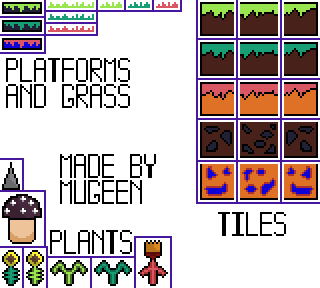 PLATFORMS
AND GRASS
MADE BY
MUGEEN
PLANTS
TILES